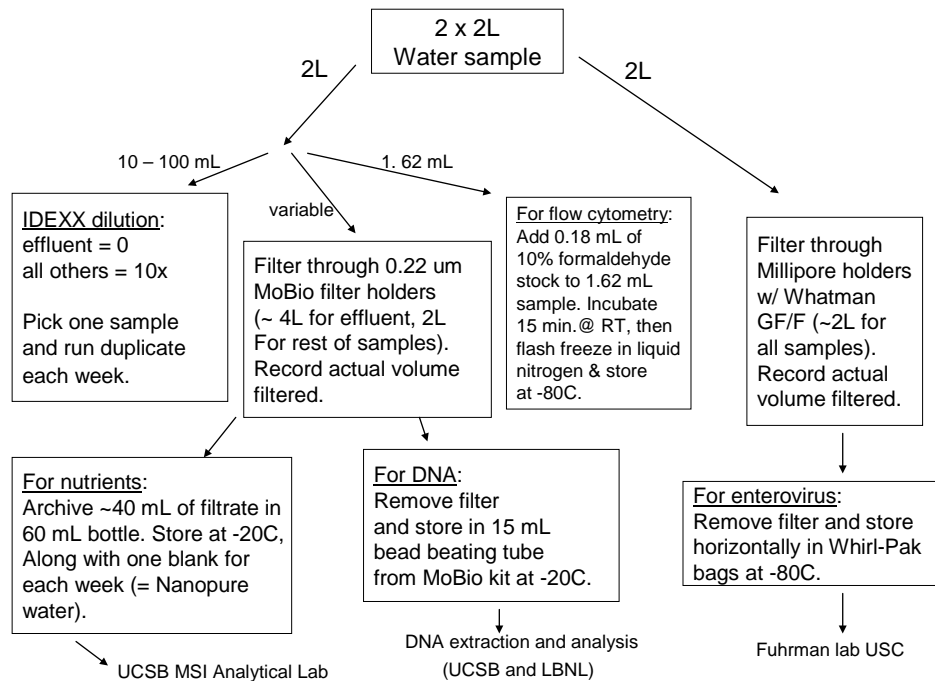 2 x 2L
Water sample
2L
2L
10 – 100 mL
1. 62 mL
variable
IDEXX dilution:
effluent = 0
all others = 10x
Pick one sample
and run duplicate
each week.
Filter through 0.22 um
MoBio filter holders
(~ 4L for effluent, 2L
For rest of samples).
Record actual volume
filtered.
For flow cytometry:
Add 0.18 mL of
10% formaldehyde
stock to 1.62 mL
sample. Incubate
15 min.@ RT, then
flash freeze in liquid
nitrogen & store
at -80C.
Filter through
Millipore holders
w/ Whatman
GF/F (~2L for
all samples).
Record actual
volume filtered.
For nutrients:
Archive ~40 mL of filtrate in
60 mL bottle. Store at -20C,
Along with one blank for
each week (= Nanopure
water).
For DNA:
Remove filter
and store in 15 mL
bead beating tube
from MoBio kit at -20C.
For enterovirus:
Remove filter and store
horizontally in Whirl-Pak
bags at -80C.
UCSB MSI Analytical Lab
DNA extraction and analysis
(UCSB and LBNL)
Fuhrman lab USC